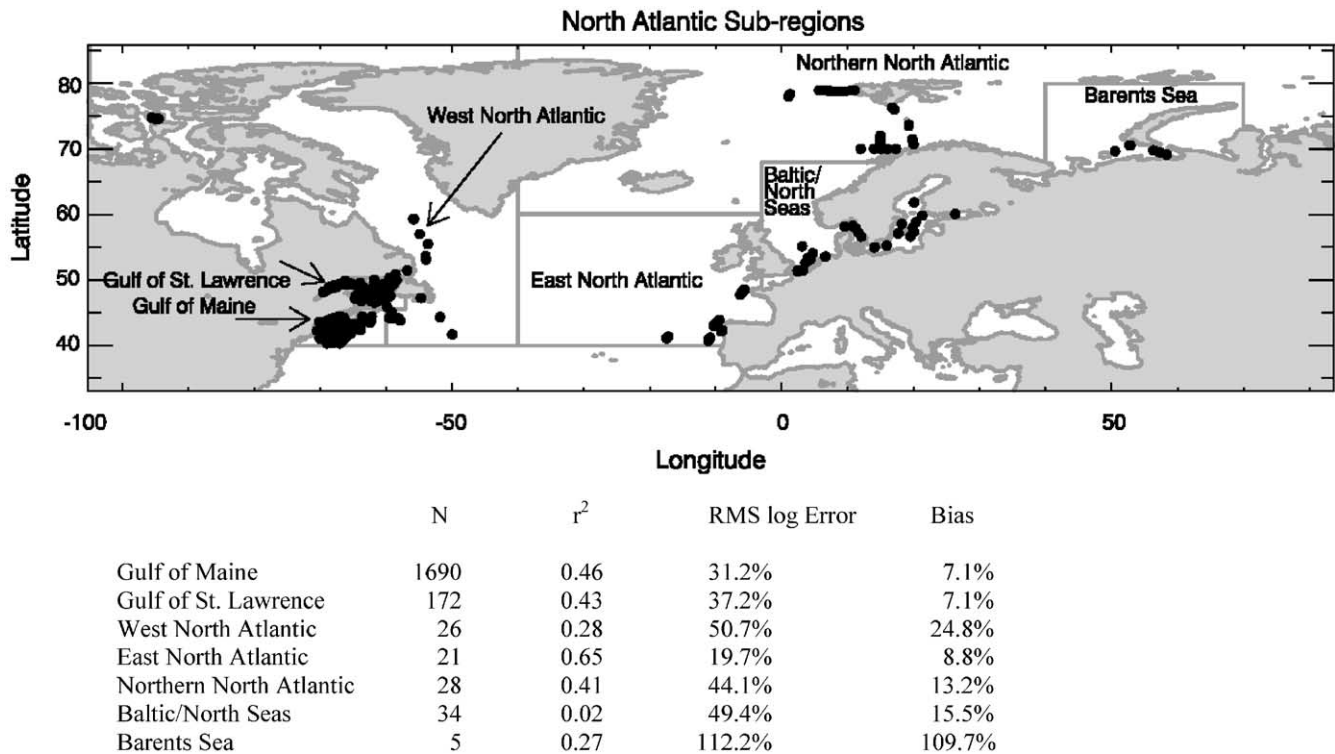 North Atlantic Sub-regions
Northern North Atlantic
80
Barents Sea
West North Atlantic
70
Baltic/
North
Seas
60
Latitude
Gulf of St. Lawrence
East North Atlantic
50
Gulf of Maine
40
-100 -50 0 50
Longitude
N r² RMS log Error Bias
Gulf of Maine 1690 0.46 31.2% 7.1%
Gulf of St. Lawrence 172 0.43 37.2% 7.1%
West North Atlantic 26 0.28 50.7% 24.8%
East North Atlantic 21 0.65 19.7% 8.8%
Northern North Atlantic 28 0.41 44.1% 13.2%
Baltic/North Seas 34 0.02 49.4% 15.5%
Barents Sea 5 0.27 112.2% 109.7%